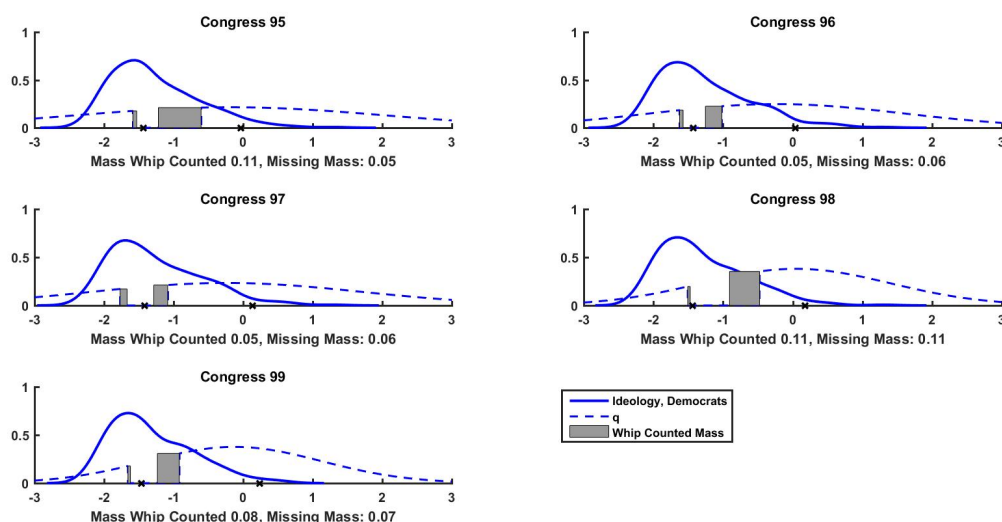 Congress 95
1
0.5
0
-3 -2 -1 0 1 2 3
Mass Whip Counted 0.11, Missing Mass: 0.05
Congress 96
1
0.5
0
-3 -2 -1 0 1 2 3
Mass Whip Counted 0.05, Missing Mass: 0.06
Congress 97
1
0.5
0
-3 -2 -1 0 1 2 3
Mass Whip Counted 0.05, Missing Mass: 0.06
Congress 98
1
0.5
0
-3 -2 -1 0 1 2 3
Mass Whip Counted 0.11, Missing Mass: 0.11
Congress 99
1
0.5
0
-3 -2 -1 0 1 2 3
Mass Whip Counted 0.08, Missing Mass: 0.07
Ideology, Democrats
q
Whip Counted Mass